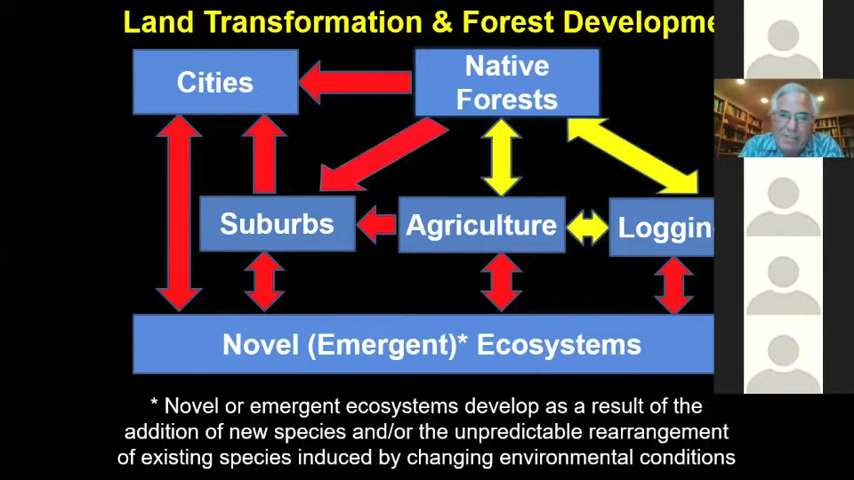 Land Transformation & Forest Developme
Cities
Native
Forests
Suburbs
Agriculture
Loggin
Novel (Emergent)* Ecosystems
* Novel or emergent ecosystems develop as a result of the
addition of new species and/or the unpredictable rearrangement
of existing species induced by changing environmental conditions